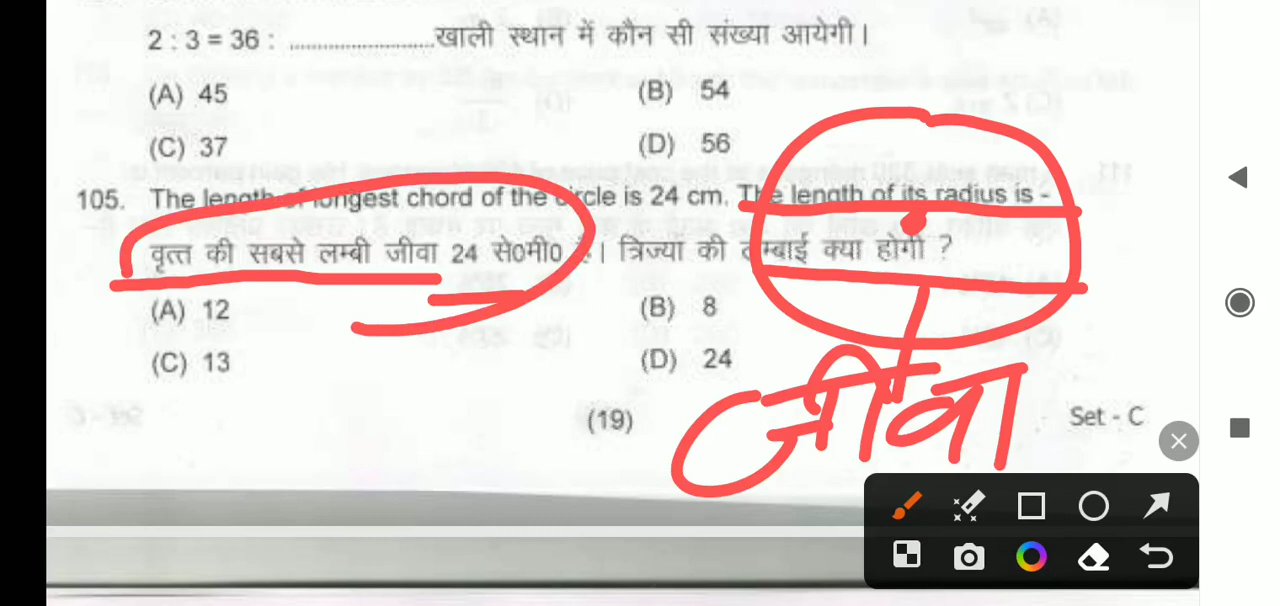 2 : 3 = 36 : ..........................खाली स्थान में कौन सी संख्या आयेगी।
(A) 45 (B) 54
(C) 37 (D) 56
105. The length of longest chord of the circle is 24 cm. The length of its radius is -
वृत्त की सबसे लम्बी जीवा 24 से0मी0 है। त्रिज्या की लम्बाई क्या होगी ?
(A) 12 (B) 8
(C) 13 (D) 24
जीवा
(19) Set - C